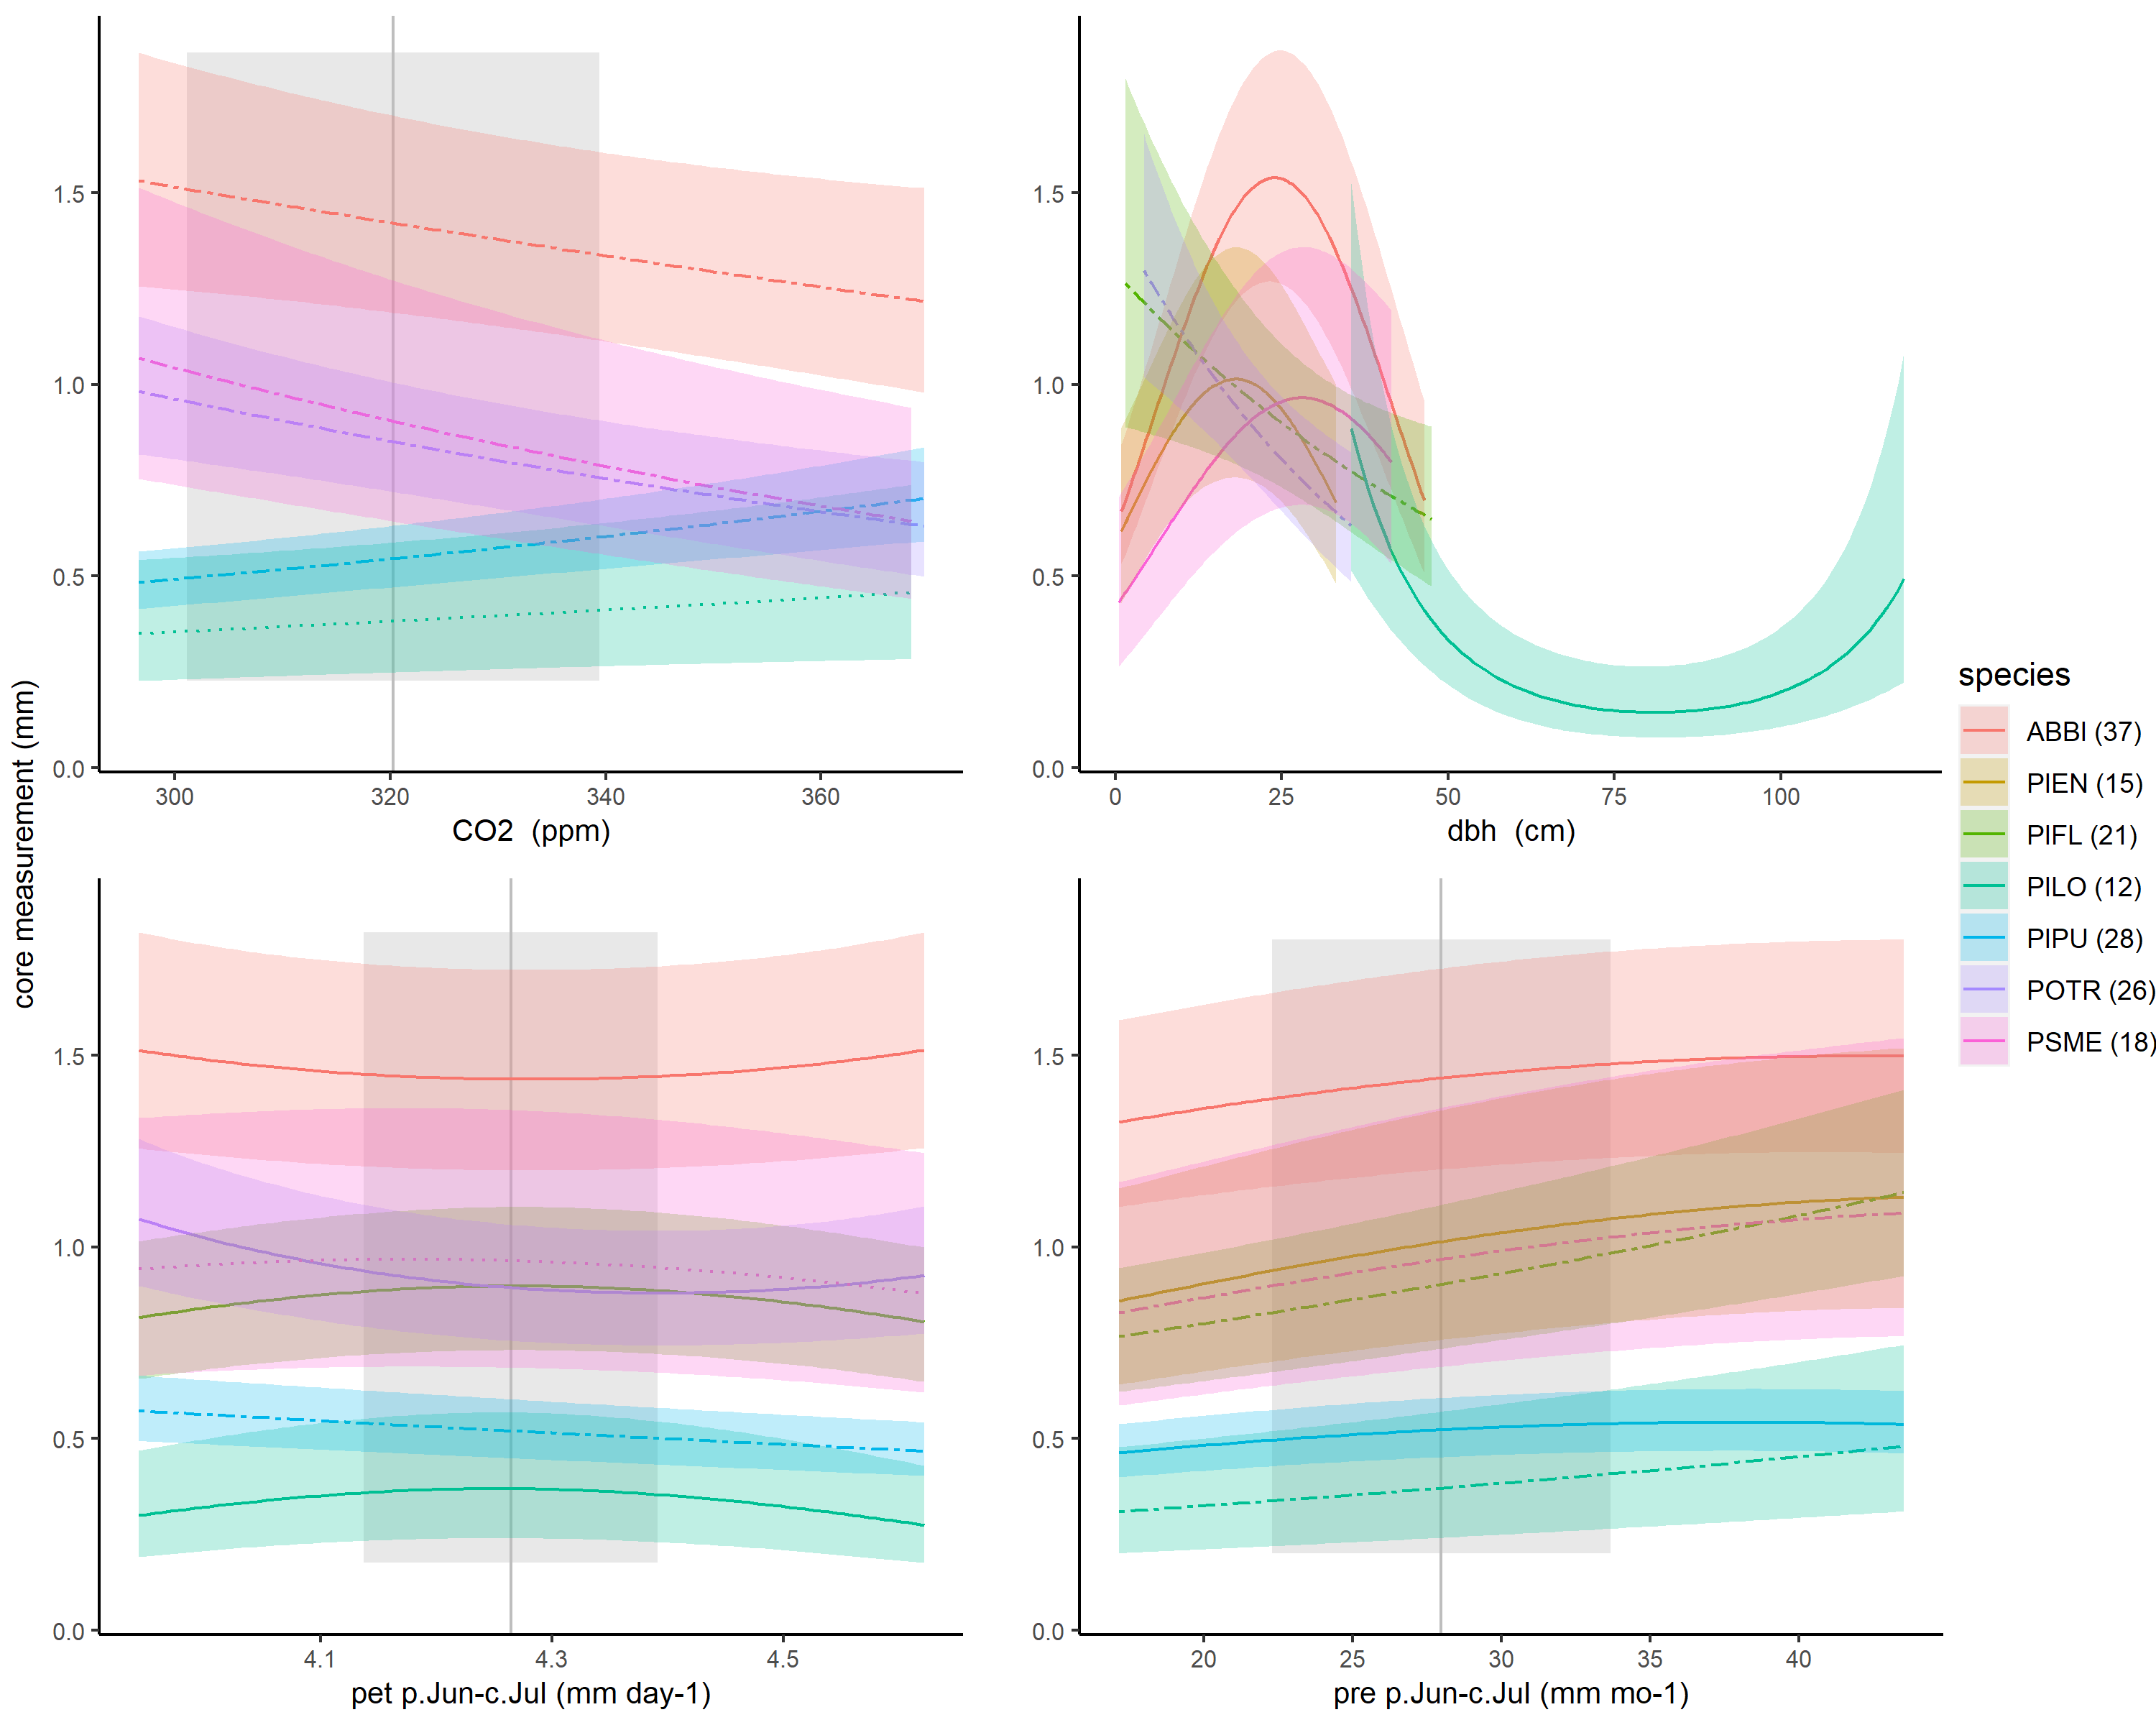 core measurement (mm)
1.5
1.0
0.5
0.0
300 320 340 360
CO2 (ppm)
1.5
1.0
0.5
0.0
0 25 50 75 100
dbh (cm)
1.5
1.0
0.5
0.0
4.1 4.3 4.5
pet p.Jun-c.Jul (mm day-1)
1.5
1.0
0.5
0.0
20 25 30 35 40
pre p.Jun-c.Jul (mm mo-1)
species
ABBI (37)
PIEN (15)
PIFL (21)
PILO (12)
PIPU (28)
POTR (26)
PSME (18)